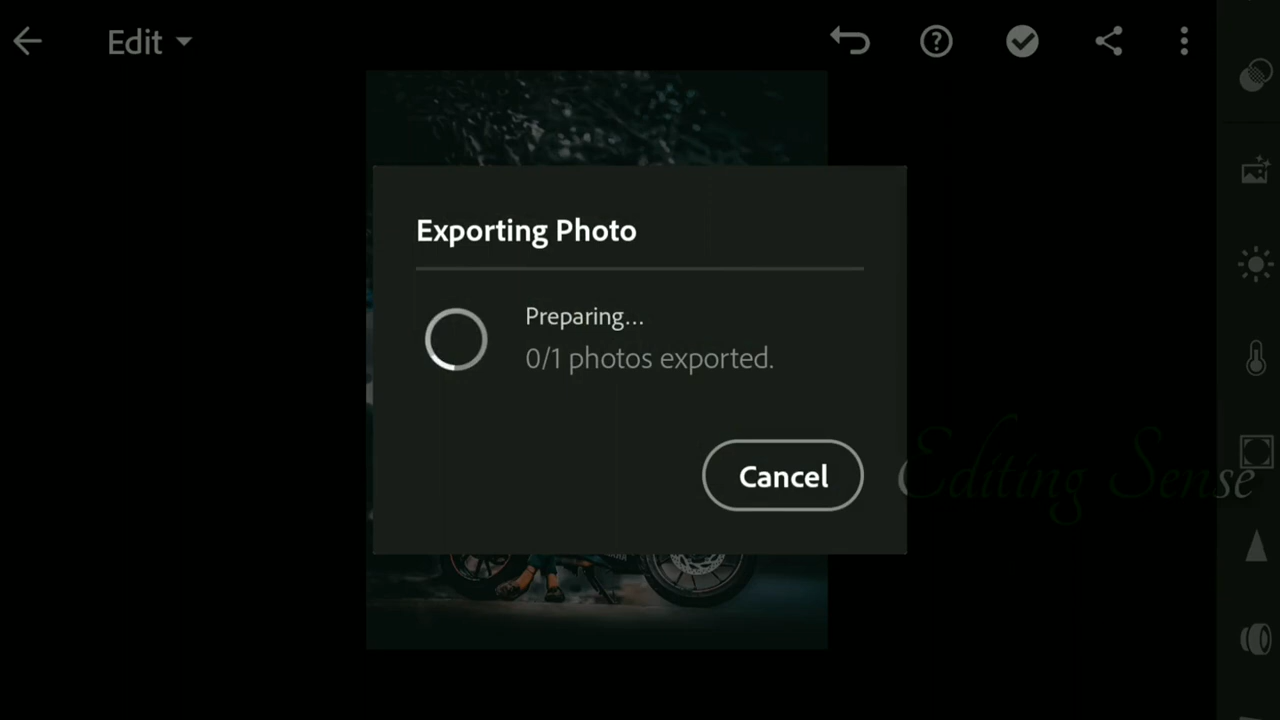 Edit
Exporting Photo
Preparing...
0/1 photos exported.
Cancel
Editing Sense